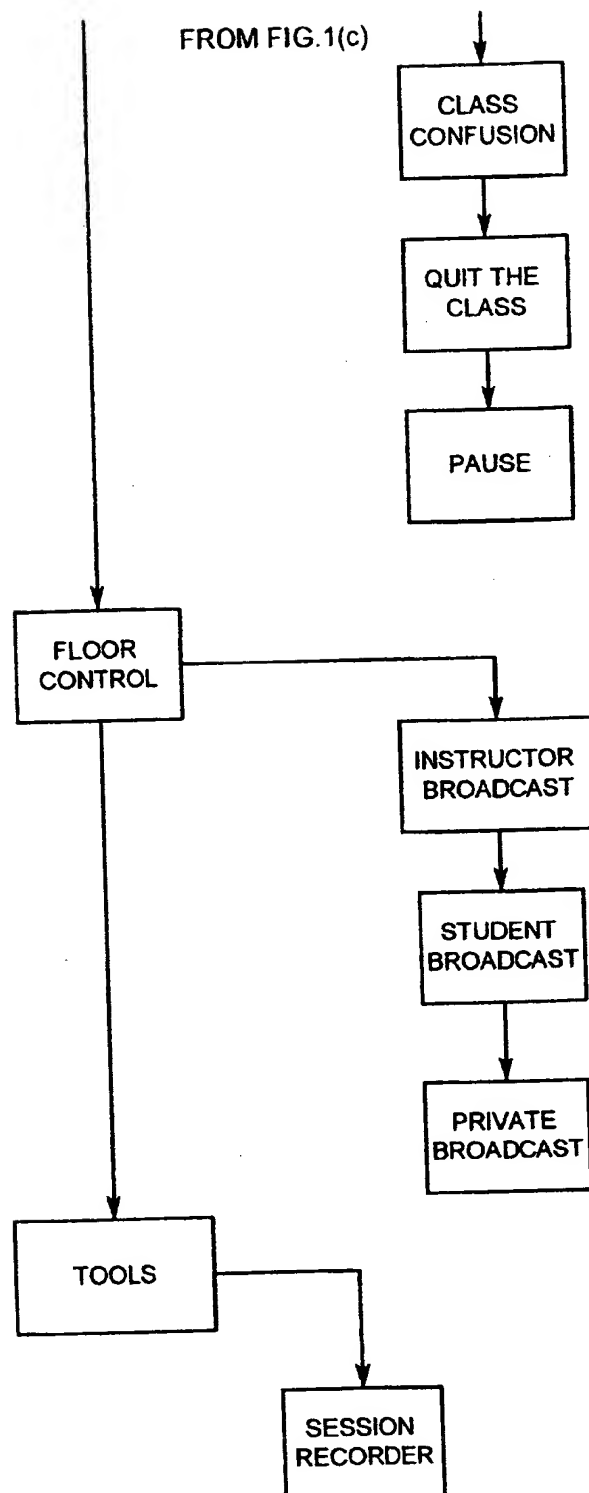 FROM FIG.1(c)
CLASS
CONFUSION
QUIT THE
CLASS
PAUSE
FLOOR
CONTROL
INSTRUCTOR
BROADCAST
STUDENT
BROADCAST
PRIVATE
BROADCAST
TOOLS
SESSION
RECORDER